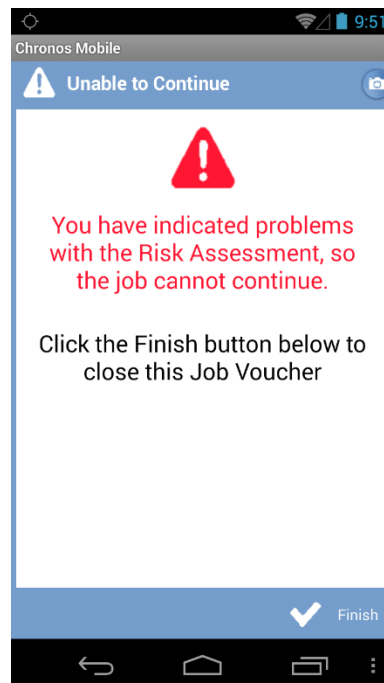 9:51
Chronos Mobile
Unable to Continue
You have indicated problems
with the Risk Assessment, so
the job cannot continue.
Click the Finish button below to
close this Job Voucher
Finish